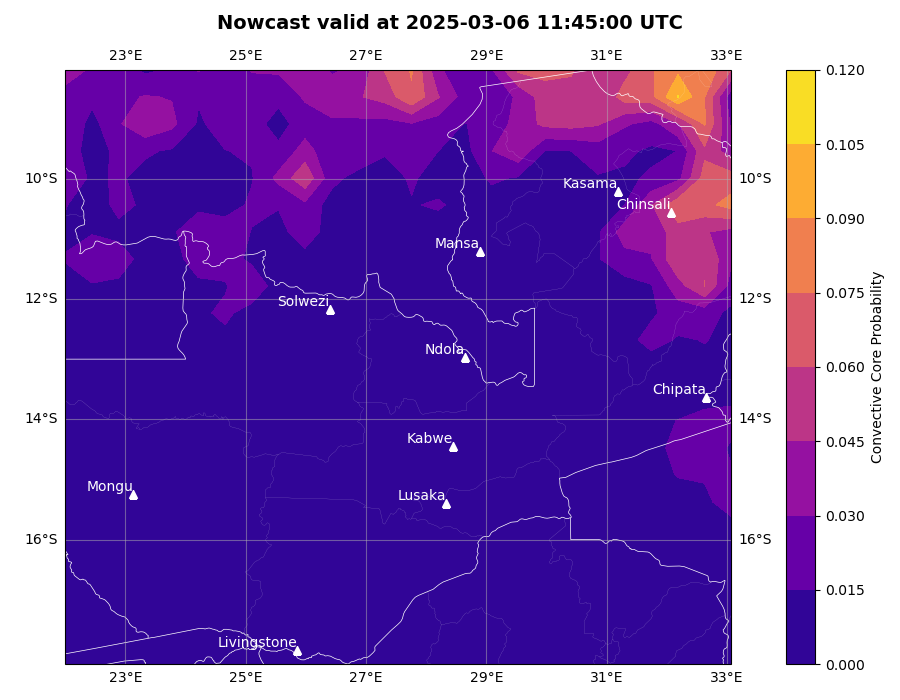 Nowcast valid at 2025-03-06 11:45:00 UTC
23°E 25°E 27°E 29°E 31°E 33°E
0.120
0.105
10°S Kasama 10°S
Chinsali
0.090
Mansa
0.075
12°S Solwezi 12°S
Ndola
0.060
Chipata
14°S 14°S
Kabwe
0.045
Mongu
Lusaka
0.030
16°S 16°S
0.015
Livingstone
0.000
23°E 25°E 27°E 29°E 31°E 33°E
Convective Core Probability